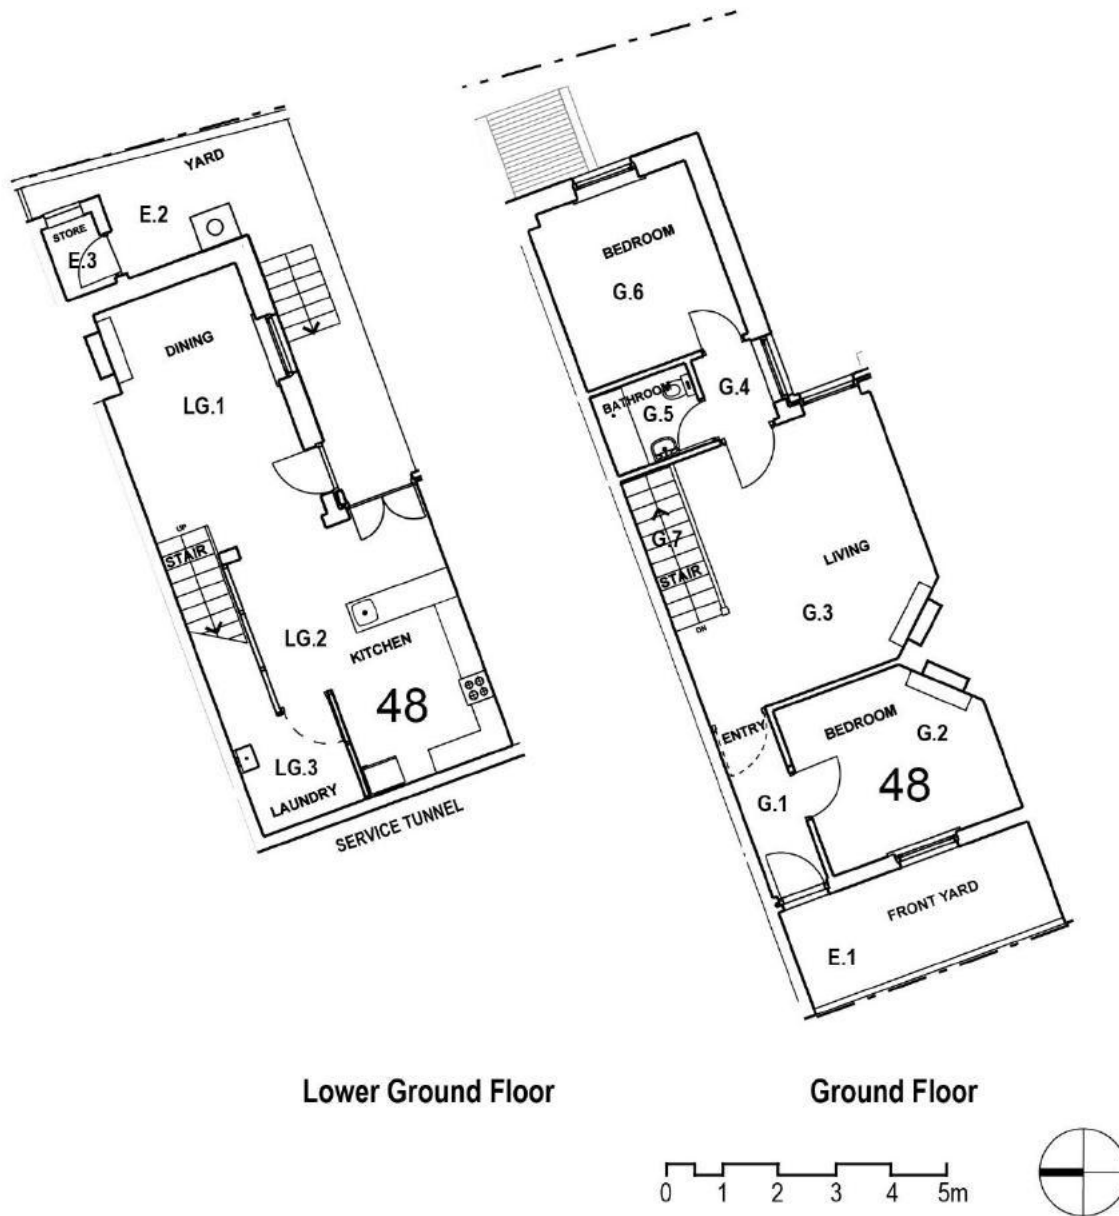 YARD
E.2
STORE
E.3
DINING
LG.1
UP
STAIR
LG.2
KITCHEN
48
LG.3
LAUNDRY
SERVICE TUNNEL
BEDROOM
G.6
G.4
BATHROOM
G.5
G.7
STAIR
DN
LIVING
G.3
ENTRY
BEDROOM
G.2
48
G.1
FRONT YARD
E.1
Lower Ground Floor
Ground Floor
0 1 2 3 4 5m